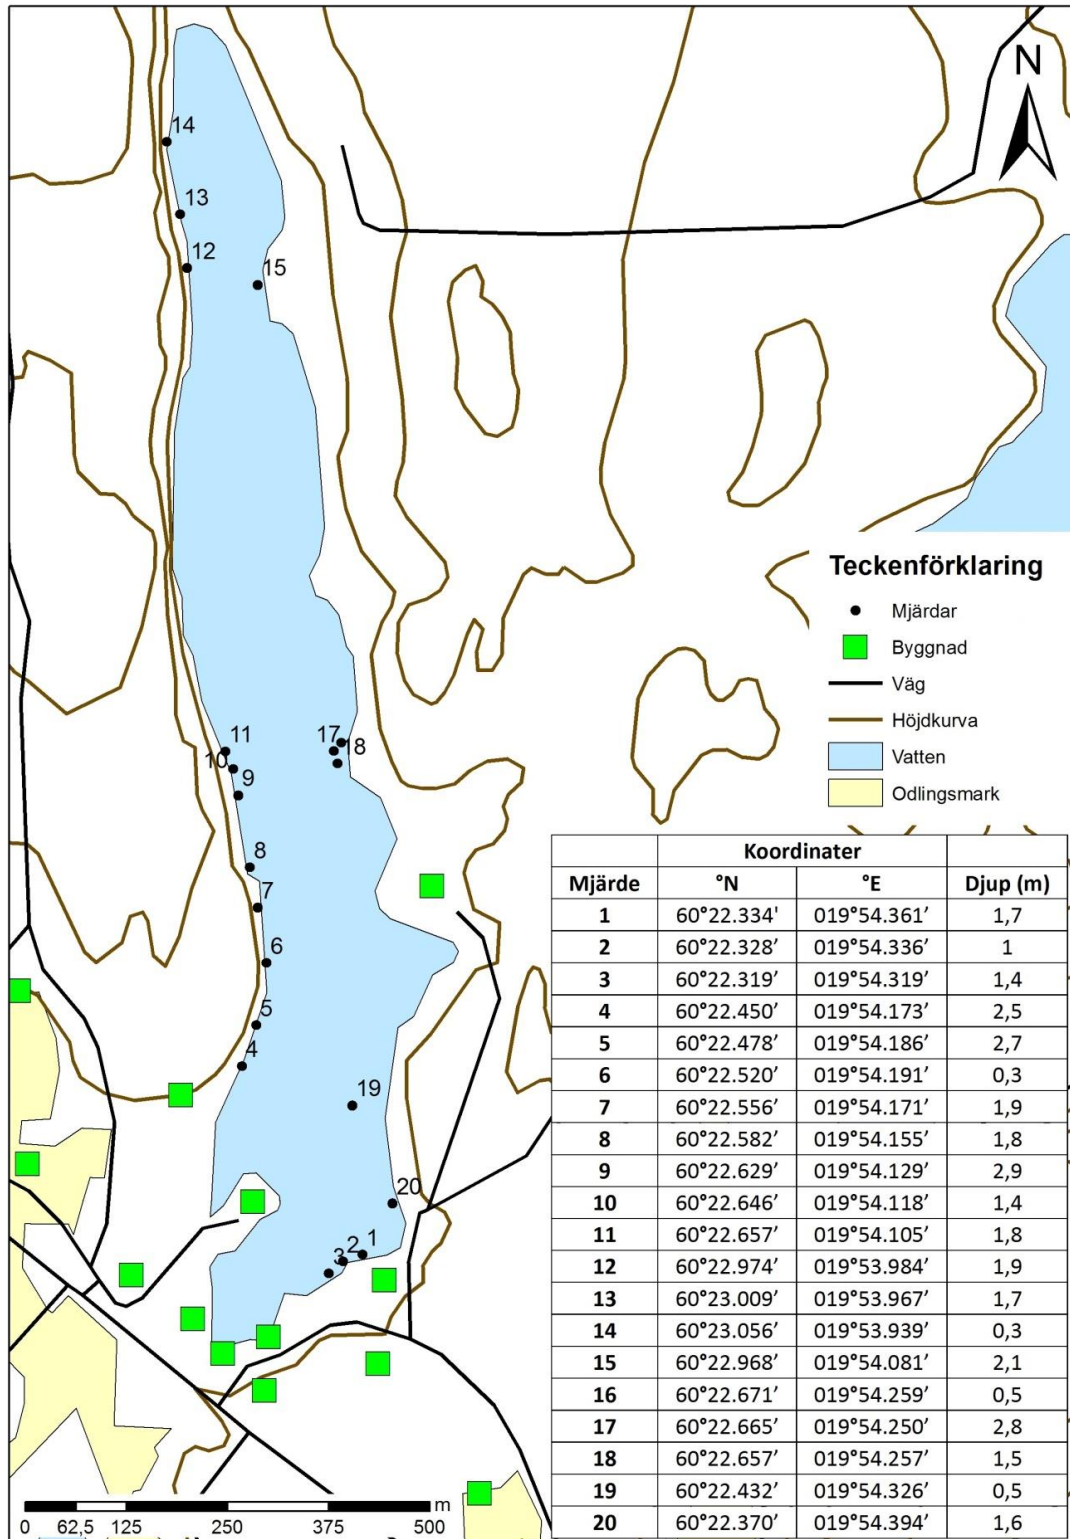 N
14
13
12
15
11
10
9
17
18
8
7
6
5
4
19
20
1
2
3
Teckenförklaring
Mjärdar
Byggnad
Väg
Höjdkurva
Vatten
Odlingsmark
Koordinater
Mjärde °N °E Djup (m)
1 60°22.334' 019°54.361’ 1,7
2 60°22.328’ 019°54.336’ 1
3 60°22.319’ 019°54.319’ 1,4
4 60°22.450’ 019°54.173’ 2,5
5 60°22.478’ 019°54.186’ 2,7
6 60°22.520’ 019°54.191’ 0,3
7 60°22.556’ 019°54.171’ 1,9
8 60°22.582’ 019°54.155’ 1,8
9 60°22.629’ 019°54.129’ 2,9
10 60°22.646’ 019°54.118’ 1,4
11 60°22.657’ 019°54.105’ 1,8
12 60°22.974’ 019°53.984’ 1,9
13 60°23.009’ 019°53.967’ 1,7
14 60°23.056’ 019°53.939’ 0,3
15 60°22.968’ 019°54.081’ 2,1
16 60°22.671’ 019°54.259’ 0,5
17 60°22.665’ 019°54.250’ 2,8
18 60°22.657’ 019°54.257’ 1,5
19 60°22.432’ 019°54.326’ 0,5
20 60°22.370’ 019°54.394’ 1,6
m
0 62,5 125 250 375 500